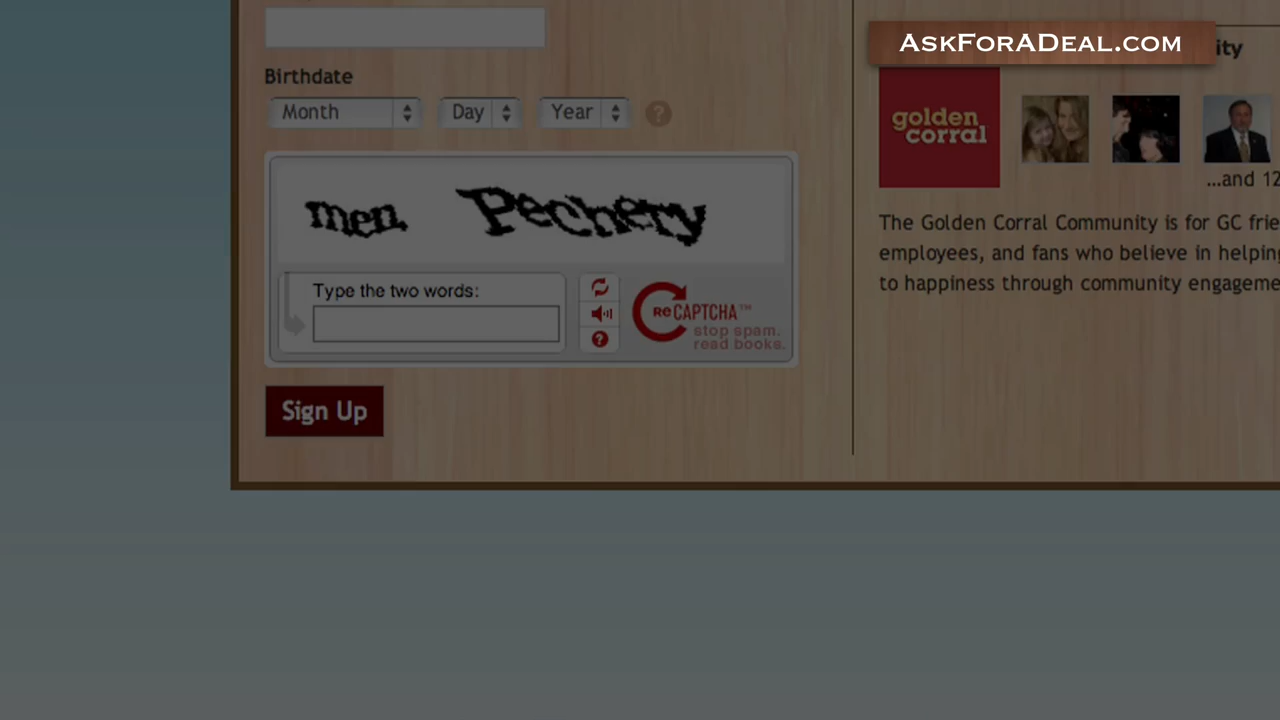 AskForADeal.com
ity
Birthdate
Month
Day
Year
?
golden
corral
men. Pechery
...and 12
The Golden Corral Community is for GC frie
employees, and fans who believe in helping
to happiness through community engageme
Type the two words:
?
reCAPTCHA™
stop spam.
read books.
Sign Up